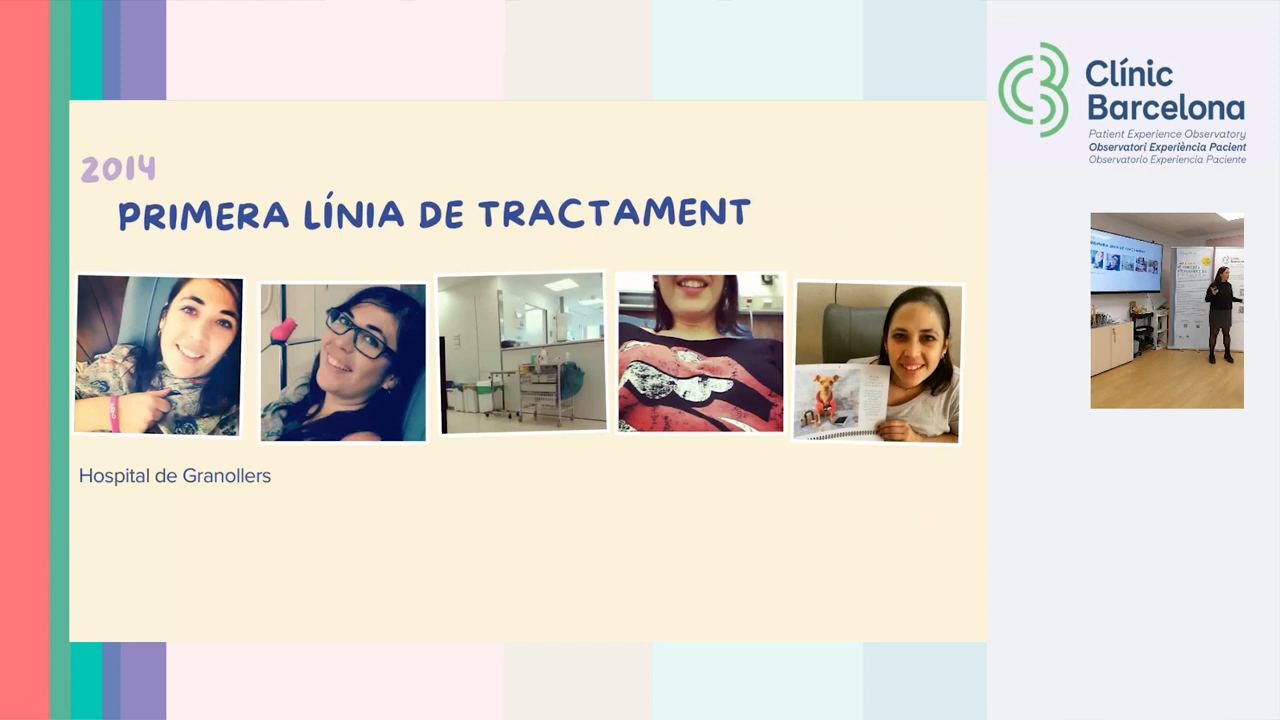 2014
PRIMERA LÍNIA DE TRACTAMENT
Hospital de Granollers
Clínic
Barcelona
Patient Experience Observatory
Observatori Experiència Pacient
Observatorio Experiencia Paciente